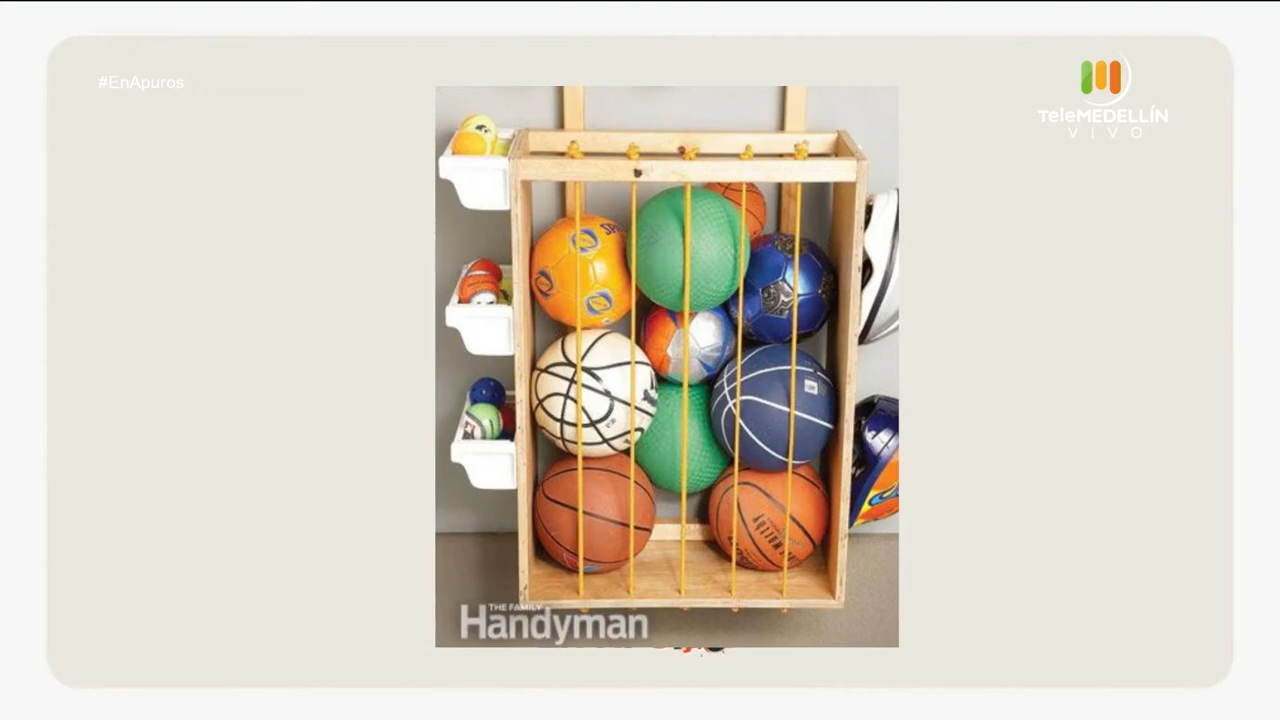 #EnApuros
TeleMEDELLÍN
VIVO
THE FAMILY
Handyman